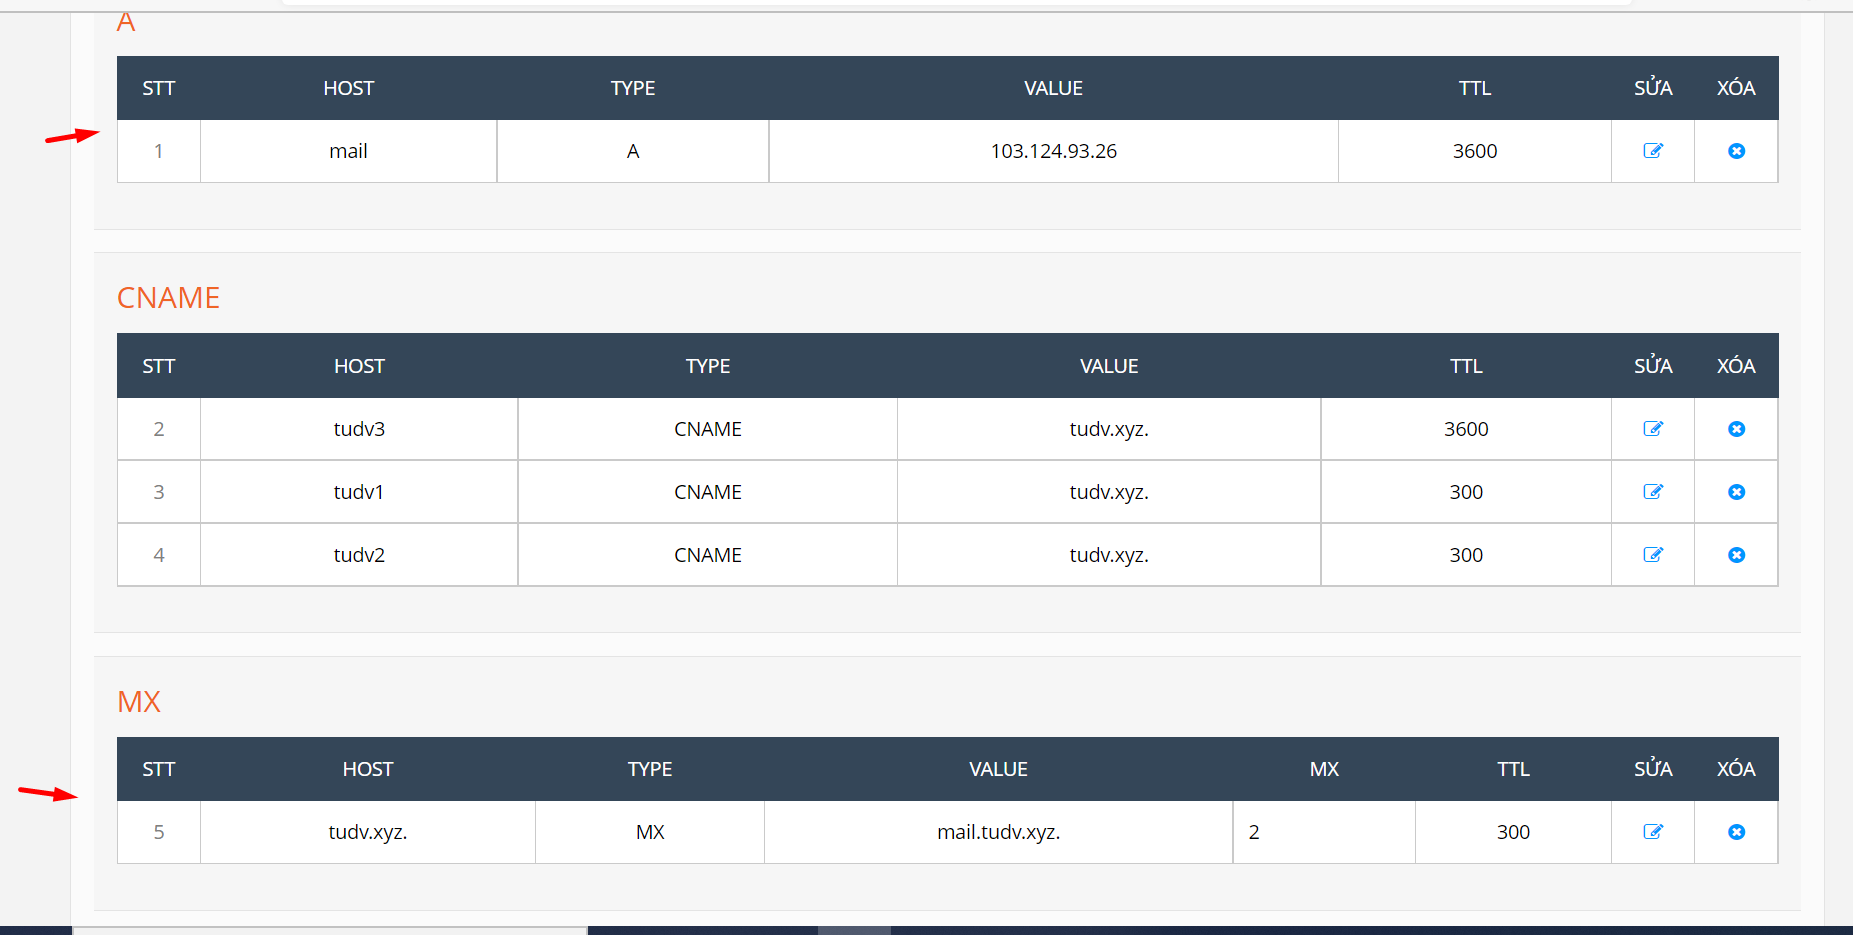 A
STT HOST TYPE VALUE TTL SỬA XÓA
1 mail A 103.124.93.26 3600
CNAME
STT HOST TYPE VALUE TTL SỬA XÓA
2 tudv3 CNAME tudv.xyz. 3600
3 tudv1 CNAME tudv.xyz. 300
4 tudv2 CNAME tudv.xyz. 300
MX
STT HOST TYPE VALUE MX TTL SỬA XÓA
5 tudv.xyz. MX mail.tudv.xyz. 2 300